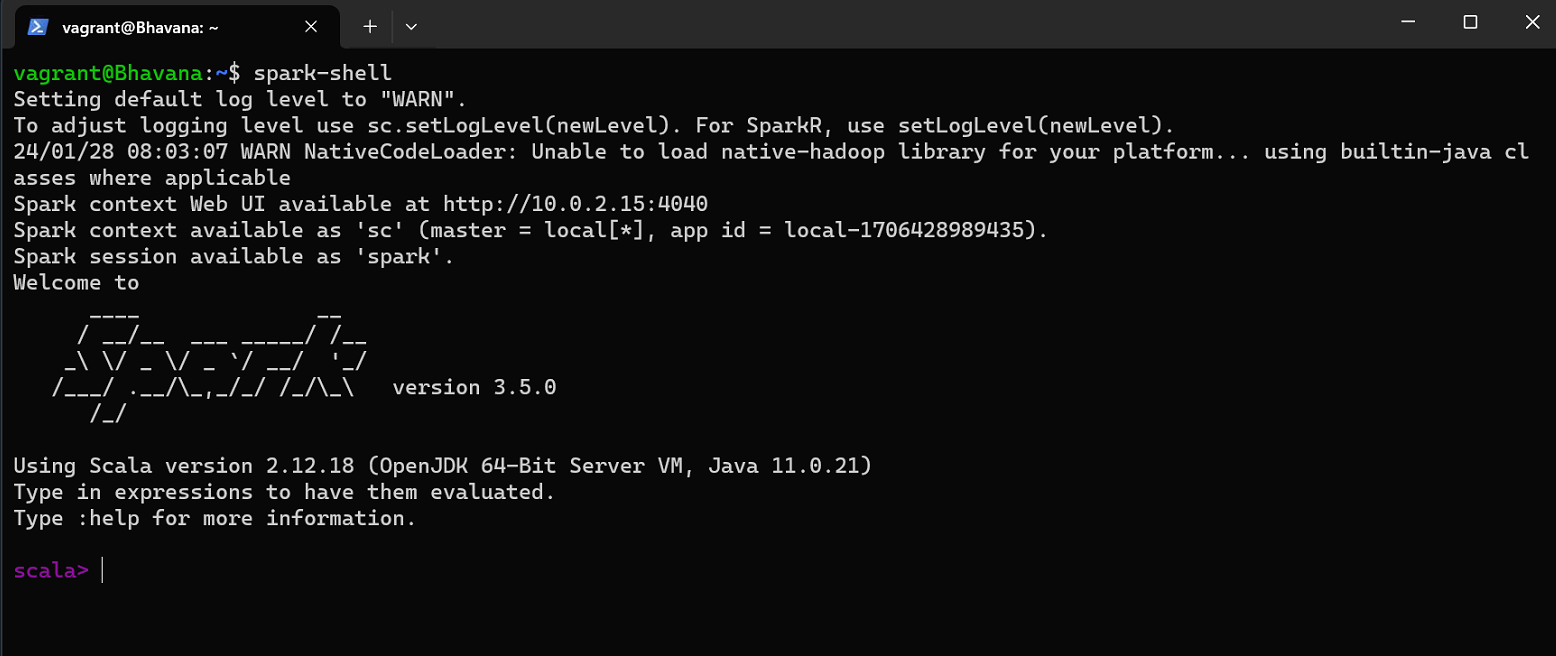 vagrant@Bhavana: ~
vagrant@Bhavana:~$ spark-shell
Setting default log level to "WARN".
To adjust logging level use sc.setLogLevel(newLevel). For SparkR, use setLogLevel(newLevel).
24/01/28 08:03:07 WARN NativeCodeLoader: Unable to load native-hadoop library for your platform... using builtin-java cl
asses where applicable
Spark context Web UI available at http://10.0.2.15:4040
Spark context available as 'sc' (master = local[*], app id = local-1706428989435).
Spark session available as 'spark'.
Welcome to
      ____              __
     / __/__  ___ _____/ /__
    _\ \/ _ \/ _ `/ __/  '_/
   /___/ .__/\_,_/_/ /_/\_\   version 3.5.0
      /_/
Using Scala version 2.12.18 (OpenJDK 64-Bit Server VM, Java 11.0.21)
Type in expressions to have them evaluated.
Type :help for more information.
scala>